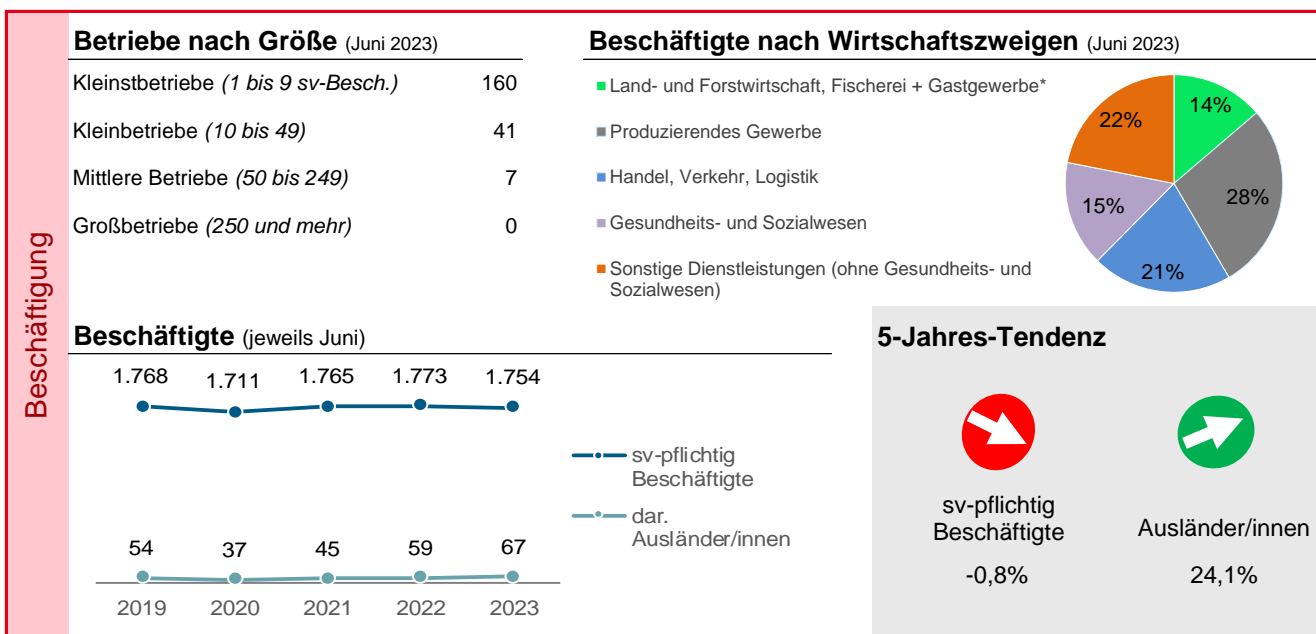 Beschäftigung
Betriebe nach Größe (Juni 2023)
Kleinstbetriebe (1 bis 9 sv-Besch.) 160
Kleinbetriebe (10 bis 49) 41
Mittlere Betriebe (50 bis 249) 7
Großbetriebe (250 und mehr) 0
Beschäftigte nach Wirtschaftszweigen (Juni 2023)
Land- und Forstwirtschaft, Fischerei + Gastgewerbe*
Produzierendes Gewerbe
Handel, Verkehr, Logistik
Gesundheits- und Sozialwesen
Sonstige Dienstleistungen (ohne Gesundheits- und
Sozialwesen)
14%
28%
21%
15%
22%
Beschäftigte (jeweils Juni)
1.768 1.711 1.765 1.773 1.754
sv-pflichtig
Beschäftigte
dar.
Ausländer/innen
54 37 45 59 67
2019 2020 2021 2022 2023
5-Jahres-Tendenz
sv-pflichtig
Beschäftigte
-0,8%
Ausländer/innen
24,1%